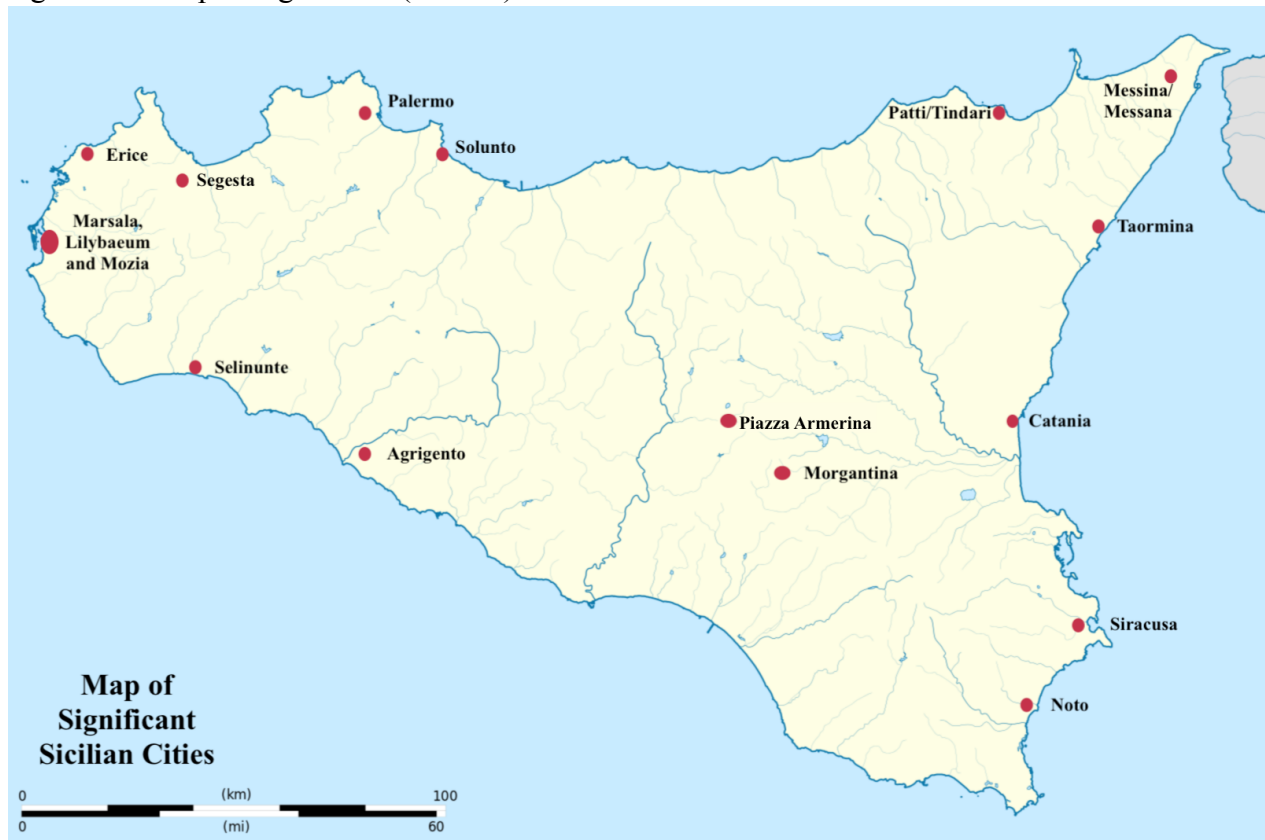 Palermo
Messina/
Messana
Patti/Tindari
Solunto
Erice
Segesta
Marsala,
Lilybaeum
and Mozia
Taormina
Selinunte
Piazza Armerina
Catania
Agrigento
Morgantina
Siracusa
Noto
Map of
Significant
Sicilian Cities
0 (km) 100
0 (mi) 60